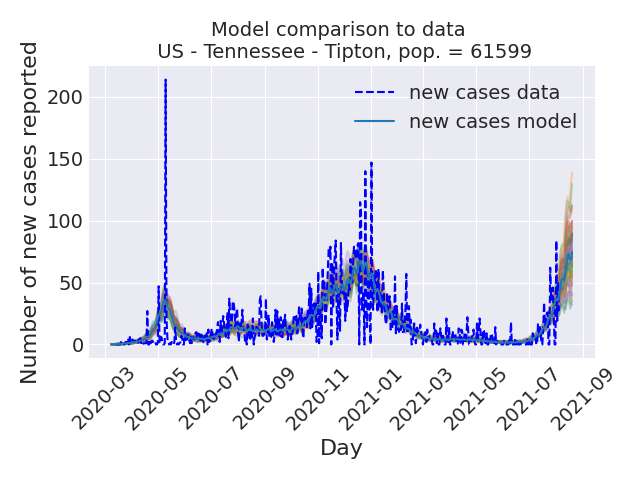 Model comparison to data
US - Tennessee - Tipton, pop. = 61599
Number of new cases reported
200
150
100
50
0
new cases data
new cases model
2020-03
2020-05
2020-07
2020-09
2020-11
2021-01
2021-03
2021-05
2021-07
2021-09
Day